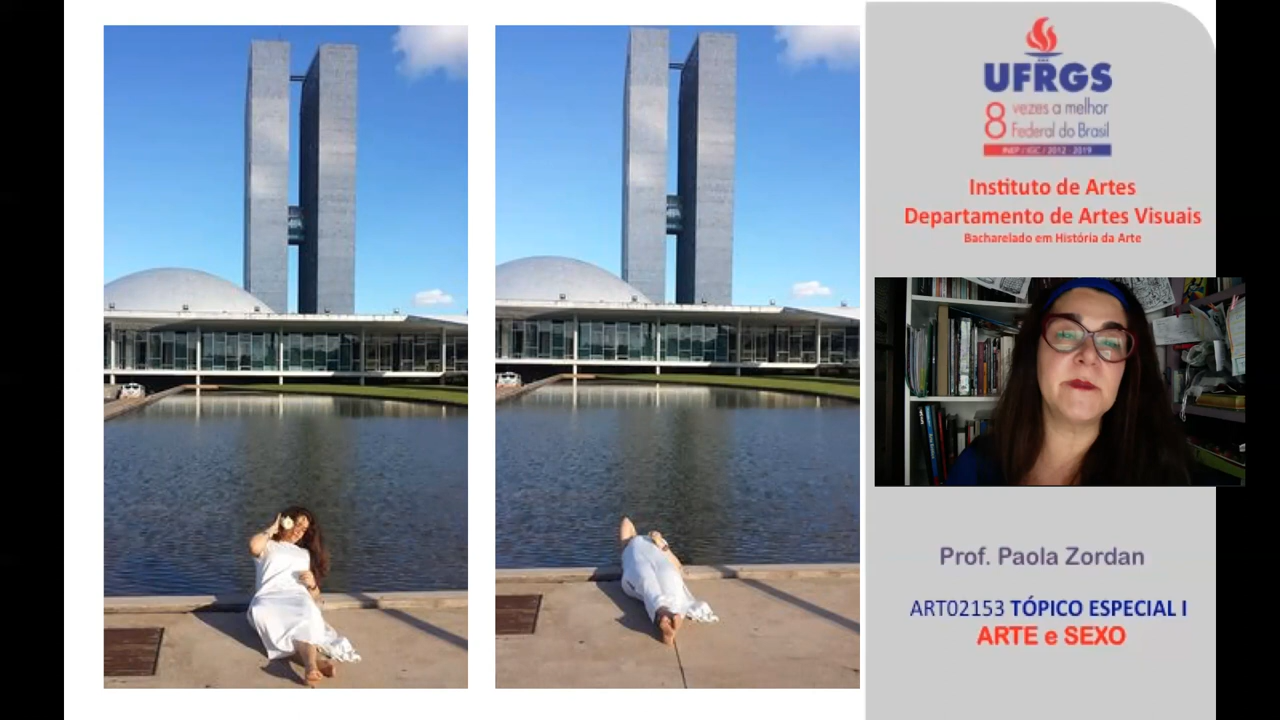 UFRGS
8 vezes a melhor
Federal do Brasil
INEP / IGC / 2012 - 2019
Instituto de Artes
Departamento de Artes Visuais
Bacharelado em História da Arte
Prof. Paola Zordan
ART02153 TÓPICO ESPECIAL I
ARTE e SEXO